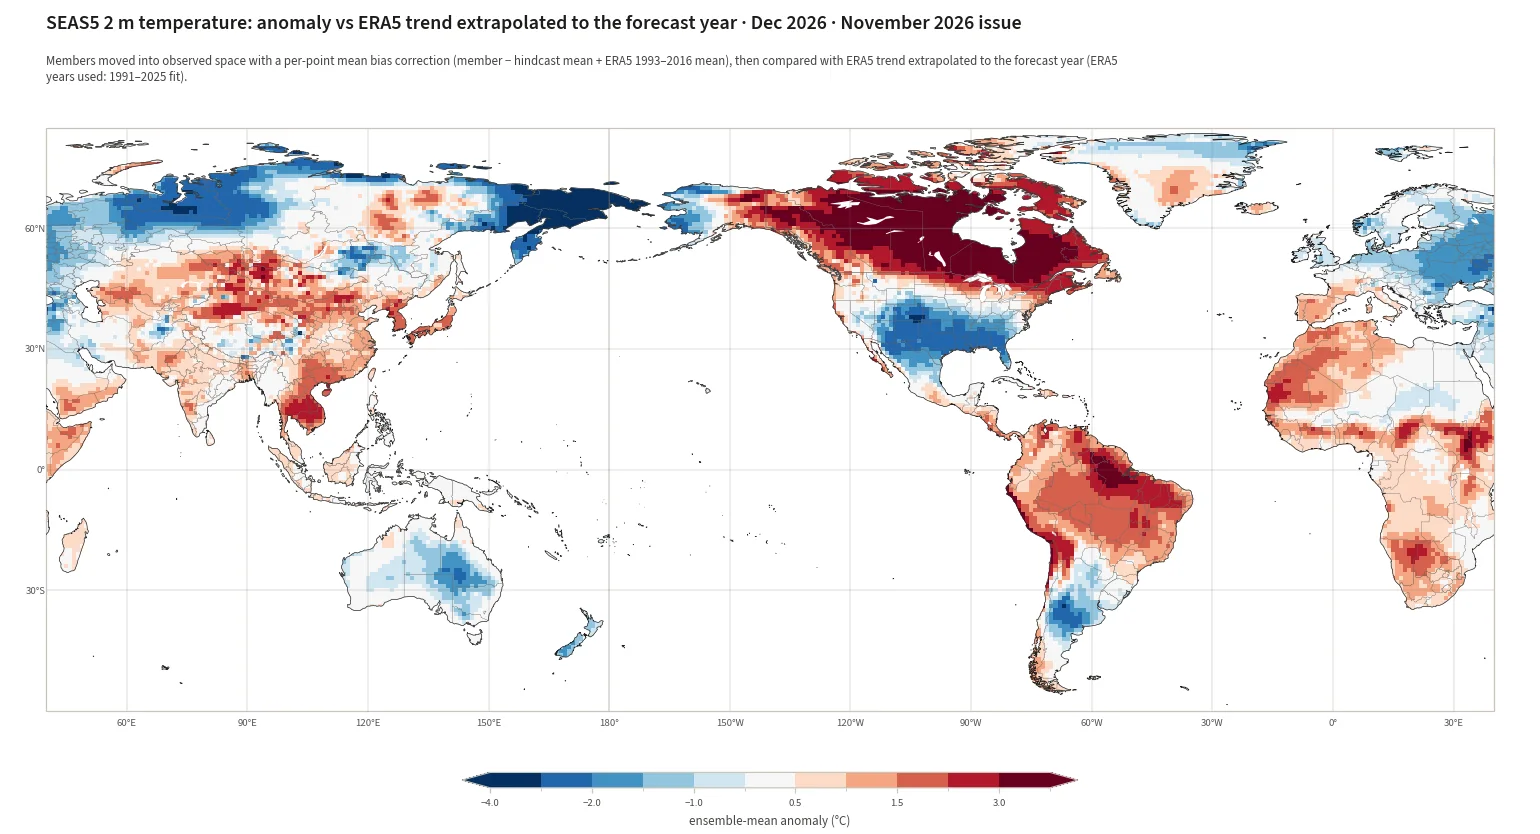 SEAS5 2 m temperature: anomaly vs ERA5 trend extrapolated to the forecast year · Dec 2026 · November 2026 issue
Members moved into observed space with a per-point mean bias correction (member − hindcast mean + ERA5 1993–2016 mean), then compared with ERA5 trend extrapolated to the forecast year (ERA5
years used: 1991–2025 fit).
60°N
30°N
0°
30°S
60°E 90°E 120°E 150°E 180° 150°W 120°W 90°W 60°W 30°W 0° 30°E
−4.0 −2.0 −1.0 0.5 1.5 3.0
ensemble-mean anomaly (°C)